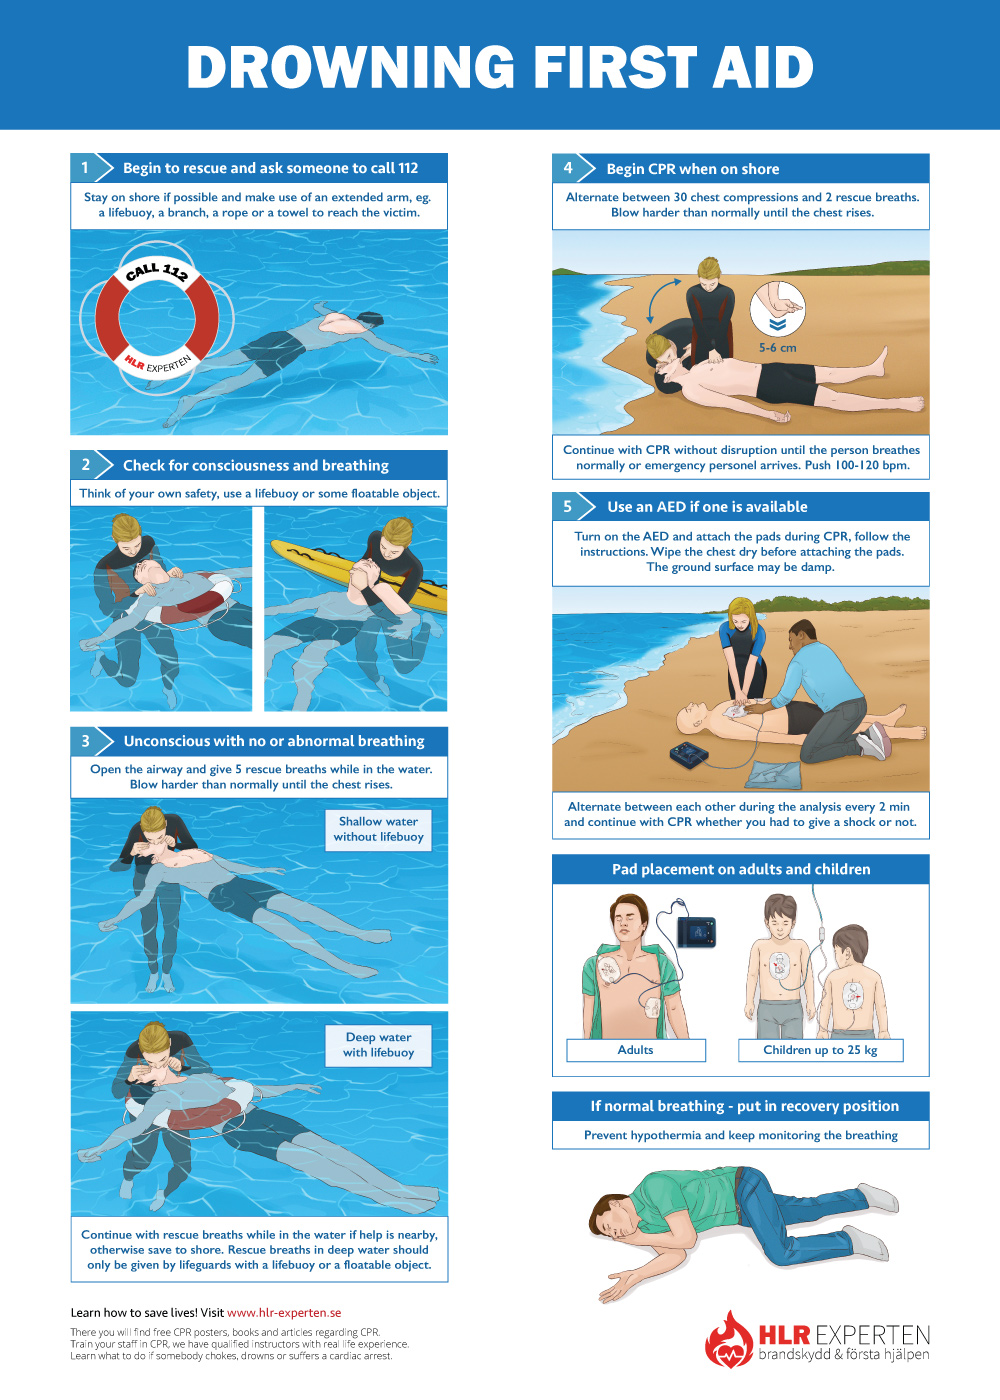 DROWNING FIRST AID
1 Begin to rescue and ask someone to call 112
Stay on shore if possible and make use of an extended arm, eg.
a lifebuoy, a branch, a rope or a towel to reach the victim.
CALL 112
HLR EXPERTEN
2 Check for consciousness and breathing
Think of your own safety, use a lifebuoy or some floatable object.
3 Unconscious with no or abnormal breathing
Open the airway and give 5 rescue breaths while in the water.
Blow harder than normally until the chest rises.
Shallow water
without lifebuoy
Deep water
with lifebuoy
Continue with rescue breaths while in the water if help is nearby,
otherwise save to shore. Rescue breaths in deep water should
only be given by lifeguards with a lifebuoy or a floatable object.
Learn how to save lives! Visit www.hlr-experten.se
There you will find free CPR posters, books and articles regarding CPR.
Train your staff in CPR, we have qualified instructors with real life experience.
Learn what to do if somebody chokes, drowns or suffers a cardiac arrest.
4 Begin CPR when on shore
Alternate between 30 chest compressions and 2 rescue breaths.
Blow harder than normally until the chest rises.
5-6 cm
Continue with CPR without disruption until the person breathes
normally or emergency personel arrives. Push 100-120 bpm.
5 Use an AED if one is available
Turn on the AED and attach the pads during CPR, follow the
instructions. Wipe the chest dry before attaching the pads.
The ground surface may be damp.
Alternate between each other during the analysis every 2 min
and continue with CPR whether you had to give a shock or not.
Pad placement on adults and children
Adults
Children up to 25 kg
If normal breathing - put in recovery position
Prevent hypothermia and keep monitoring the breathing
HLR EXPERTEN
brandskydd & första hjälpen